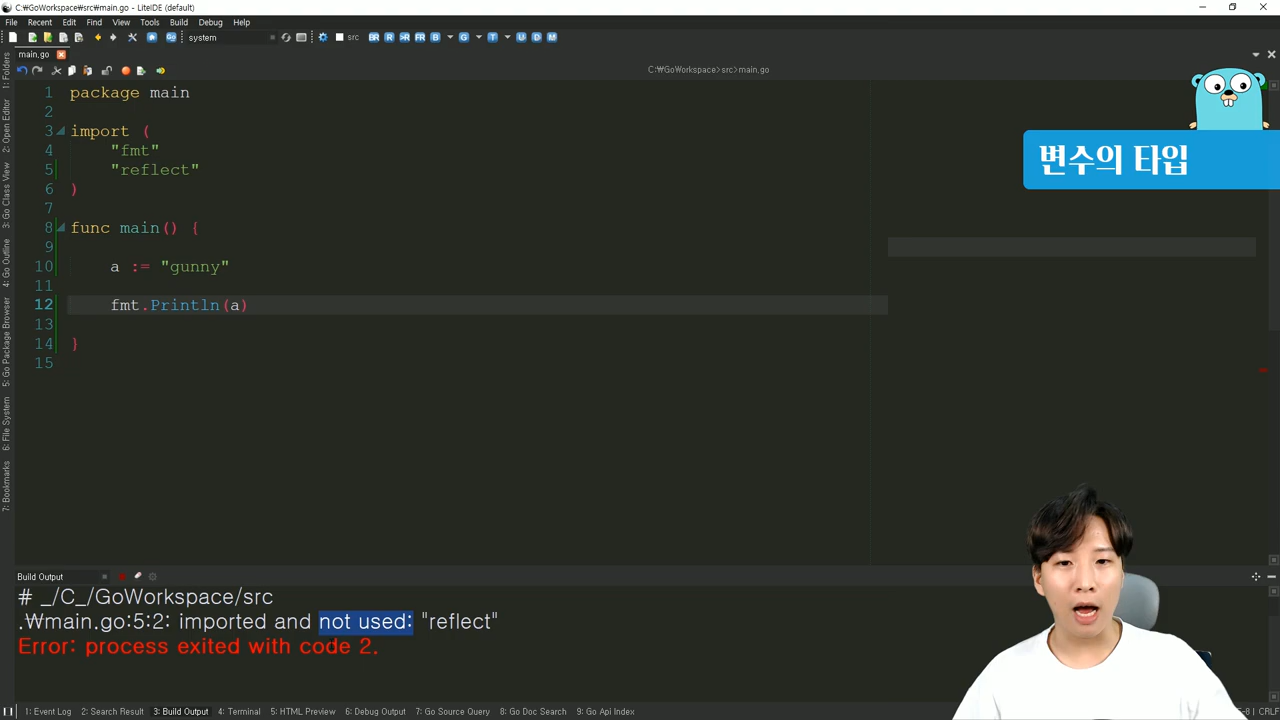 C:\GoWorkspace\src\main.go - LiteIDE (default)
File Recent Edit Find View Tools Build Debug Help
system src BR R >R FR B G T U D M
main.go
C:₩GoWorkspace>src>main.go
1: Folders
2: Open Editor
3: Go Class View
4: Go Outline
5: Go Package Browser
6: File System
7: Bookmarks
1 package main
2
3 import (
4 "fmt"
5 "reflect"
6 )
7
8 func main() {
9
10 a := "gunny"
11
12 fmt.Println(a)
13
14 }
15
변수의 타입
Build Output
# _/C_/GoWorkspace/src
.₩main.go:5:2: imported and not used: "reflect"
Error: process exited with code 2.
1: Event Log 2: Search Result 3: Build Output 4: Terminal 5: HTML Preview 6: Debug Output 7: Go Source Query 8: Go Doc Search 9: Go Api Index
CRLF